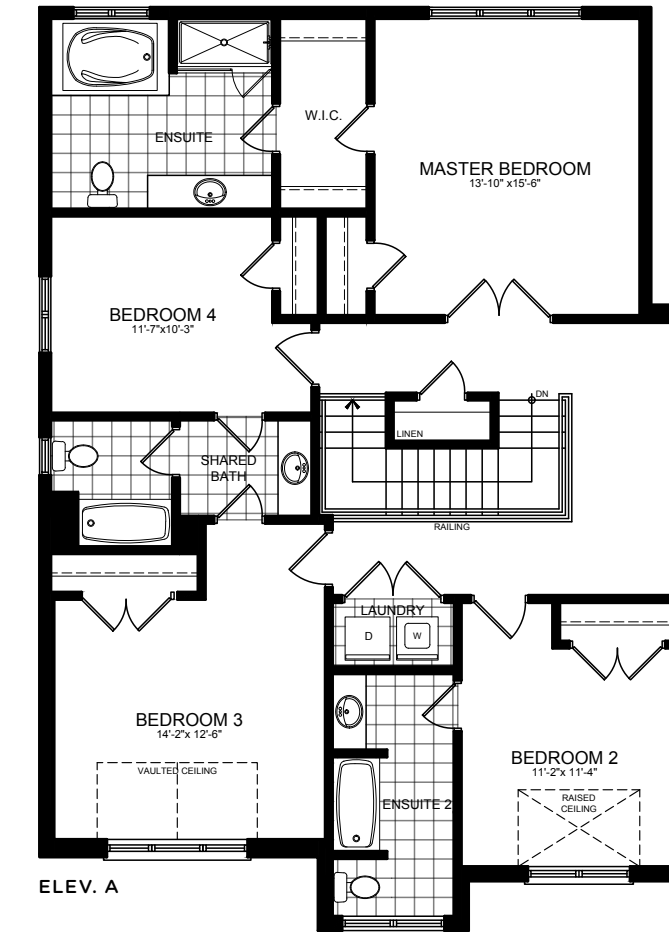 W.I.C.
ENSUITE
MASTER BEDROOM
13'-10" x15'-6"
BEDROOM 4
11'-7"x10'-3"
DN
LINEN
SHARED
BATH
RAILING
LAUNDRY
D
W
BEDROOM 3
14'-2"x 12'-6"
VAULTED CEILING
BEDROOM 2
11'-2" x 11'-4"
RAISED
CEILING
ENSUITE 2
ELEV. A